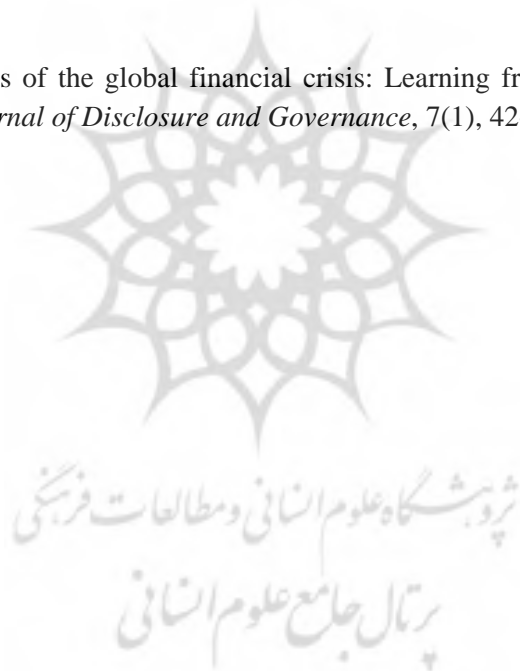 s of the global financial crisis: Learning fr
rnal of Disclosure and Governance, 7(1), 42
پژوهشگاه علوم انسانی و مطالعات فرهنگی
پرتال جامع علوم انسانی